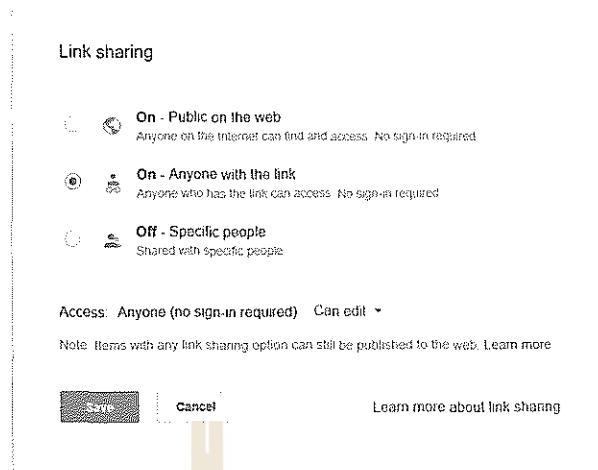 Link sharing
On - Public on the web
Anyone on the Internet can find and access. No sign-in required
On - Anyone with the link
Anyone who has the link can access. No sign-in required
Off - Specific people
Shared with specific people
Access: Anyone (no sign-in required) Can edit
Note: Items with any link sharing option can still be published to the web. Learn more
Save Cancel Learn more about link sharing